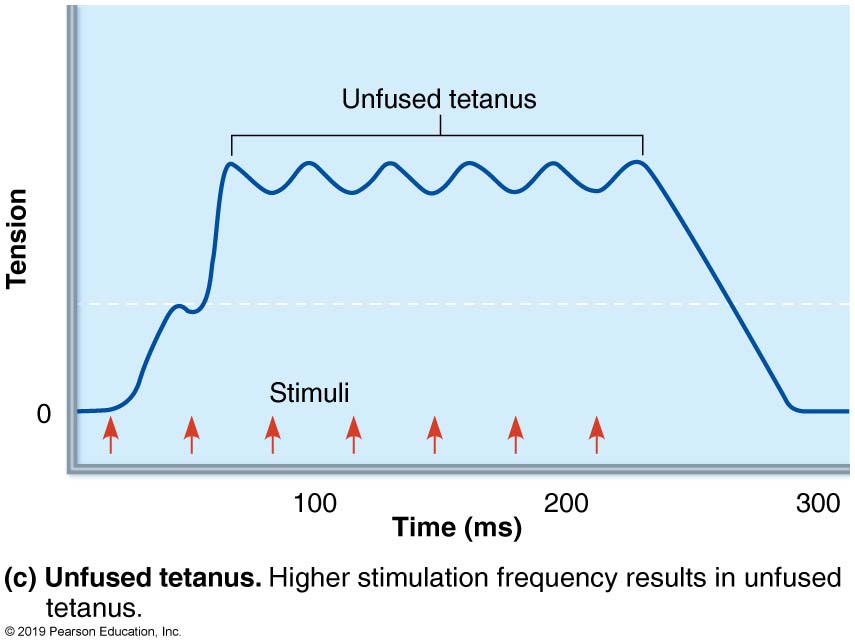 Unfused tetanus
Tension
Stimuli
0
100 200 300
Time (ms)
(c) Unfused tetanus. Higher stimulation frequency results in unfused
tetanus.
© 2019 Pearson Education, Inc.